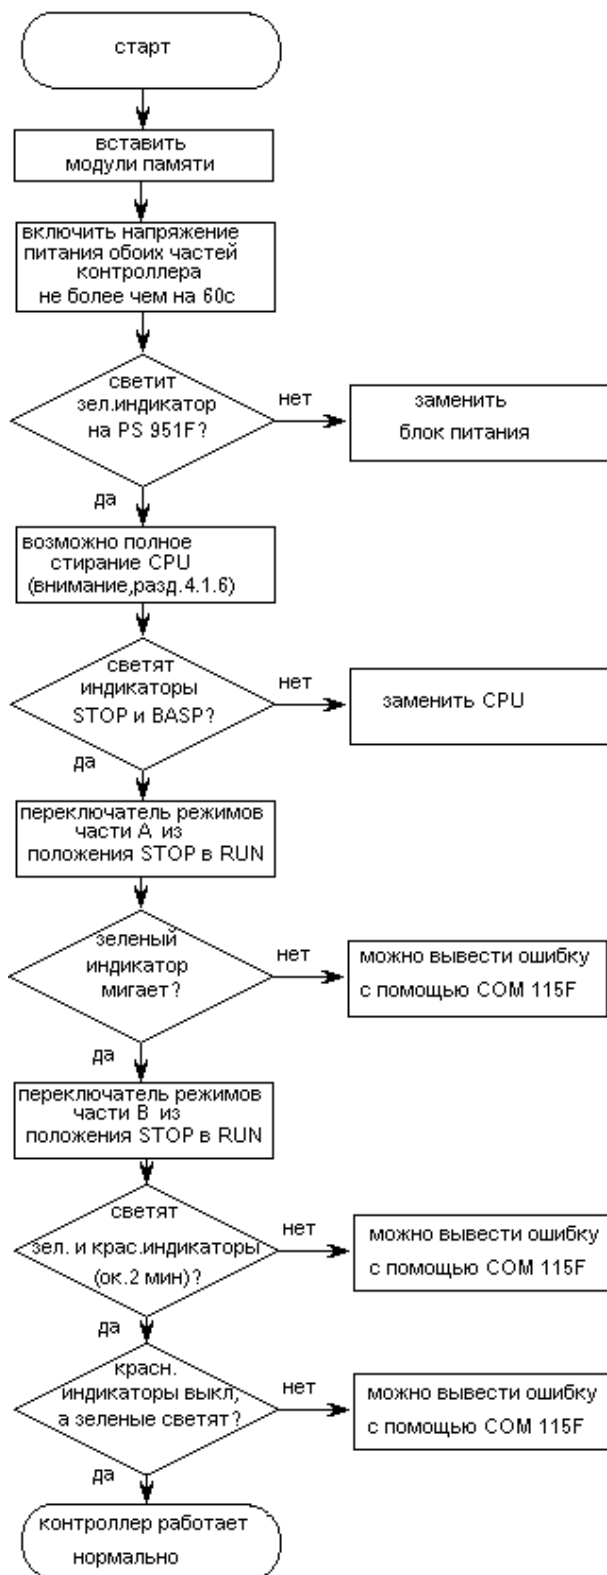 старт
вставить
модули памяти
включить напряжение
питания обоих частей
контроллера
не более чем на 60с
светит
зел.индикатор
на PS 951F?
нет
заменить
блок питания
да
возможно полное
стирание CPU
(внимание,разд.4.1.6)
светят
индикаторы
STOP и BASP?
нет
заменить CPU
да
переключатель режимов
части A из
положения STOP в RUN
зеленый
индикатор
мигает?
нет
можно вывести ошибку
с помощью COM 115F
да
переключатель режимов
части B из
положения STOP в RUN
светят
зел. и крас.индикаторы
(ок.2 мин)?
нет
можно вывести ошибку
с помощью COM 115F
да
красн.
индикаторы выкл,
а зеленые светят?
нет
можно вывести ошибку
с помощью COM 115F
да
контроллер работает
нормально